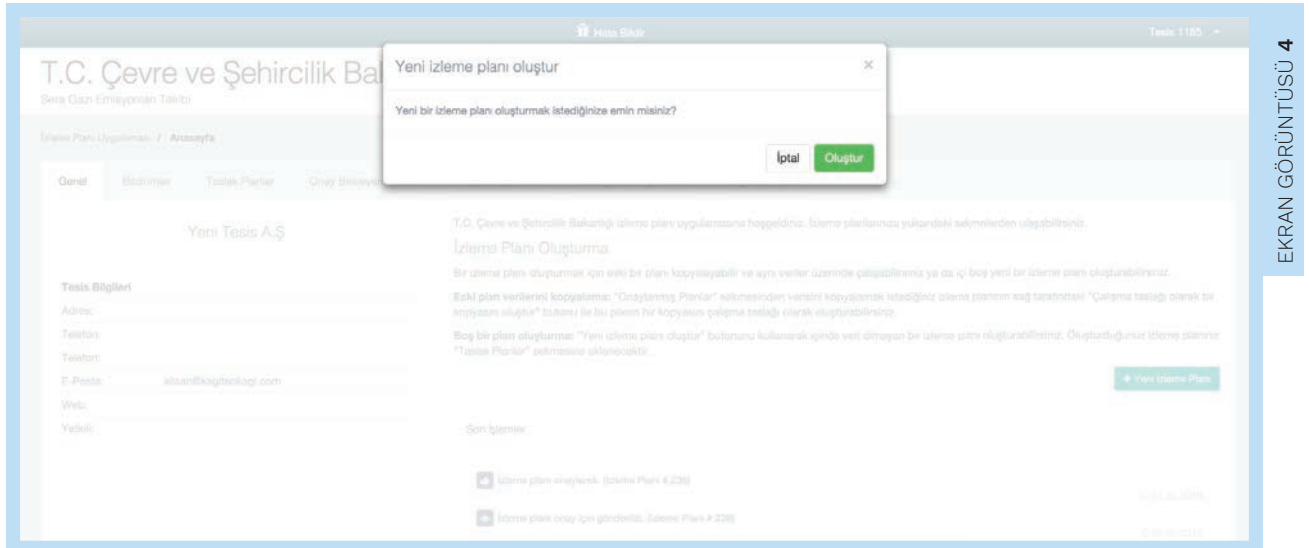 Hata Bildir
Tesis 1185
T.C. Çevre ve Şehircilik Ba
Sera Gazı Emisyonları Takibi
İzleme Planı Uygulaması / Anasayfa
Yeni izleme planı oluştur
×
Yeni bir izleme planı oluşturmak istediğinize emin misiniz?
İptal
Oluştur
Genel
Bildirimler
Taslak Planlar
Onay Bekleyen
Yeni Tesis A.Ş
Tesis Bilgileri
Adres:
Telefon:
Telefon:
E-Posta:
Web:
Yetkili:
T.C. Çevre ve Şehircilik Bakanlığı izleme planı uygulamasına hoşgeldiniz. İzleme planlarınıza yukarıdaki sekmelerden ulaşabilirsiniz.
İzleme Planı Oluşturma
Bir izleme planı oluşturmak için eski bir planı kopyalayabilir ve aynı veriler üzerinde çalışabilirsiniz ya da içi boş yeni bir izleme planı oluşturabilirsiniz.
Eski plan verilerini kopyalama: "Onaylanmış Planlar" sekmesinden verisini kopyalamak istediğiniz izleme planının sağ tarafındaki "Çalışma taslağı olarak bir
kopyasını oluştur" butonu ile bu planın bir kopyasını çalışma taslağı olarak oluşturabilirsiniz.
Boş bir plan oluşturma: "Yeni izleme planı oluştur" butonunu kullanarak içinde veri olmayan bir izleme planı oluşturabilirsiniz. Oluşturduğunuz izleme planınız
"Taslak Planlar" sekmesine eklenecektir.
+ Yeni İzleme Planı
Son İşlemler
İzleme planı onaylandı. (İzleme Planı # 239)
İzleme planı onay için gönderildi. (İzleme Planı # 239)
EKRAN GÖRÜNTÜSÜ 4